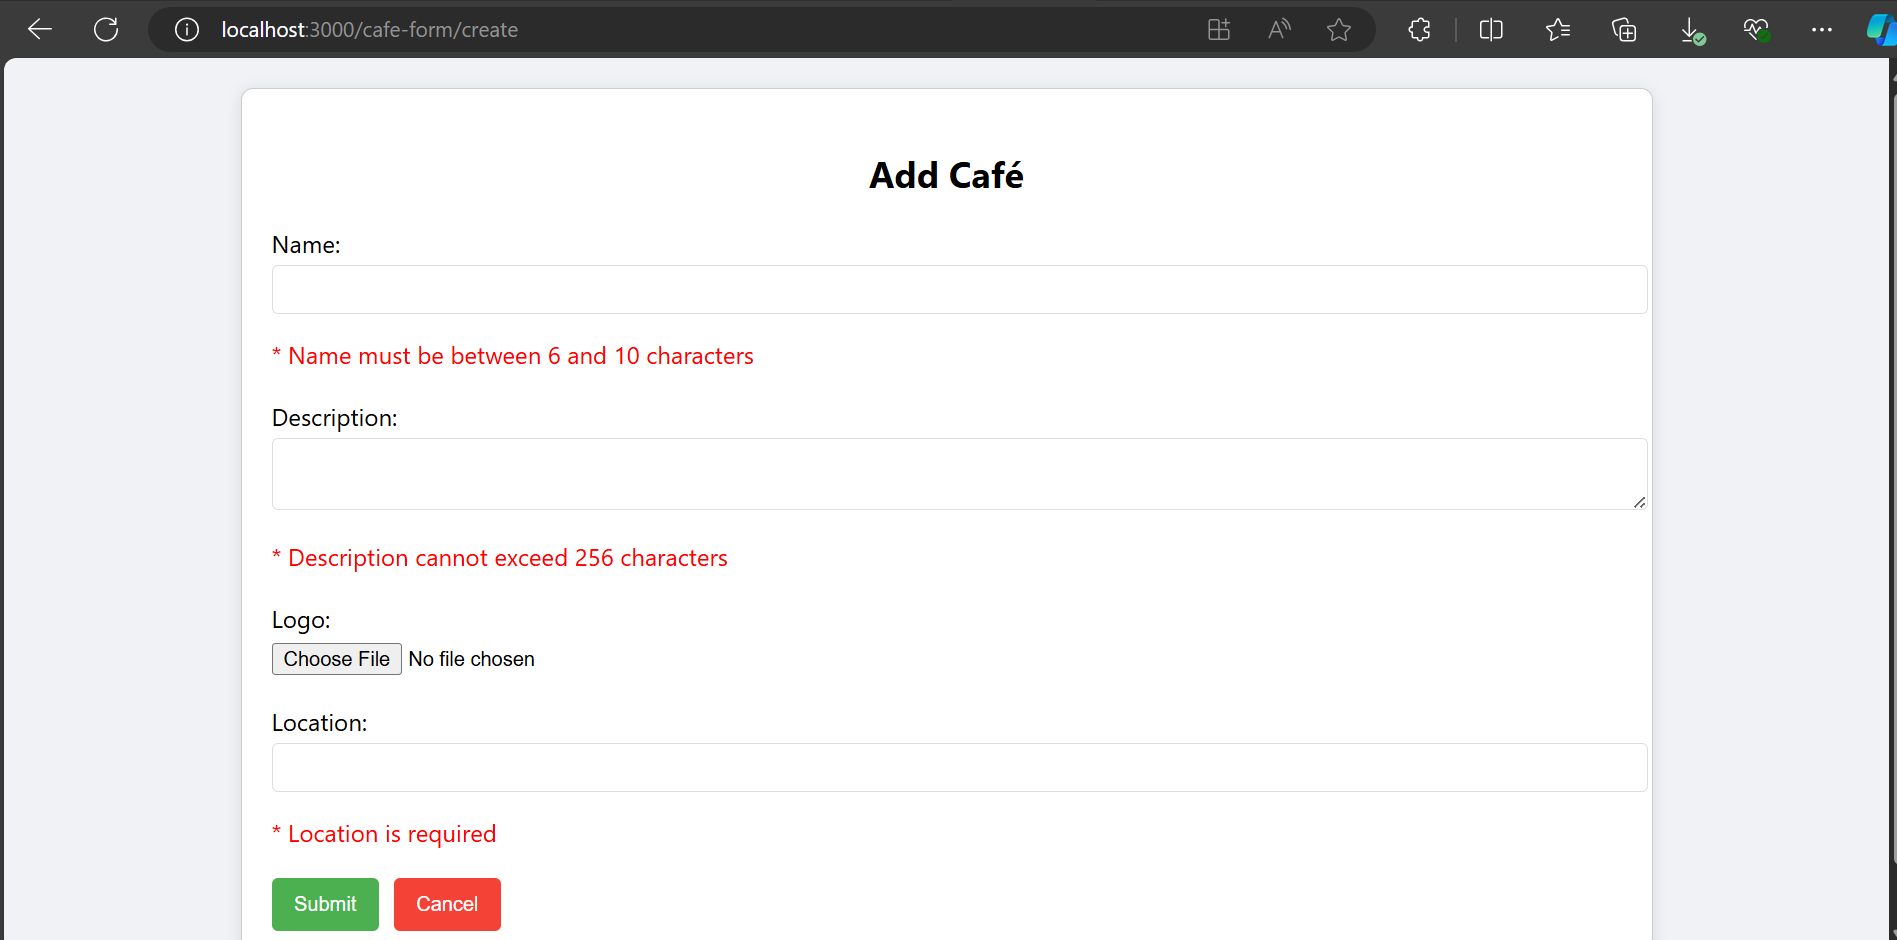 localhost:3000/cafe-form/create
Add Café
Name:
* Name must be between 6 and 10 characters
Description:
* Description cannot exceed 256 characters
Logo:
Choose File No file chosen
Location:
* Location is required
Submit Cancel